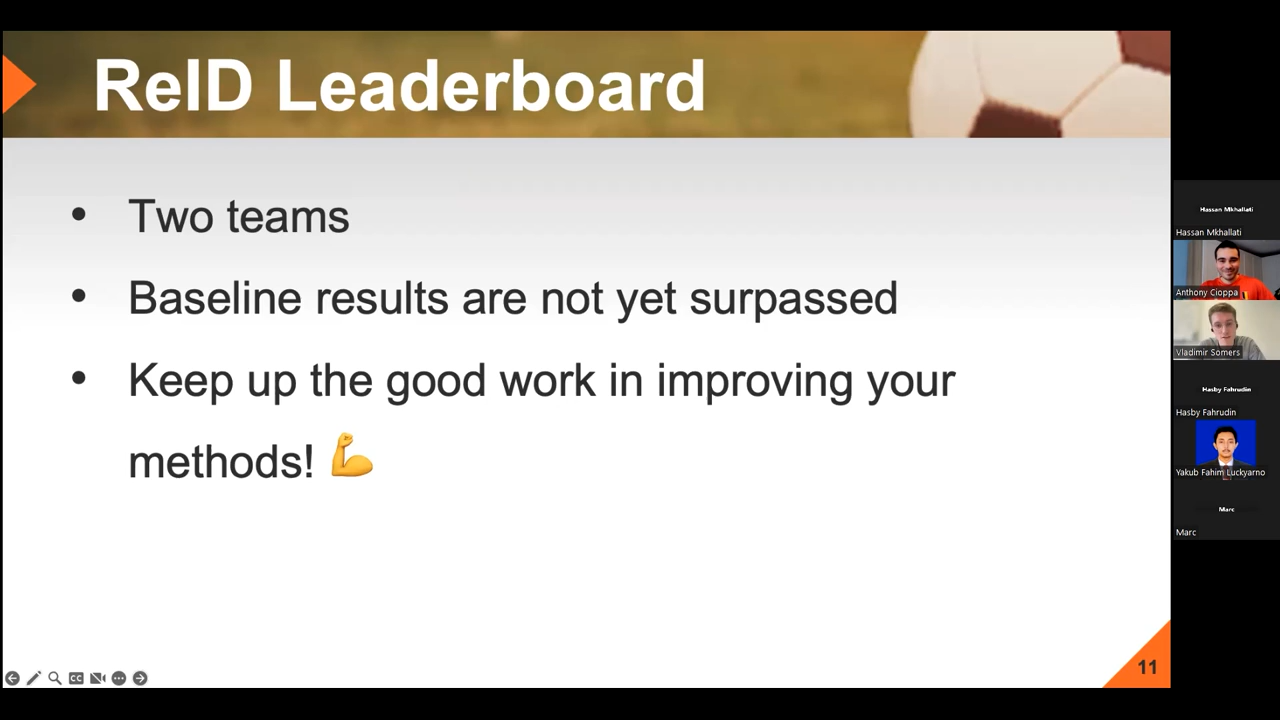 ReID Leaderboard
• Two teams
• Baseline results are not yet surpassed
• Keep up the good work in improving your
methods! 💪
11
CC
Hassan Mkhallati
Hassan Mkhallati
Anthony Cioppa
Vladimir Somers
Hasby Fahrudin
Hasby Fahrudin
Yakub Fahim Luckyarno
Marc
Marc